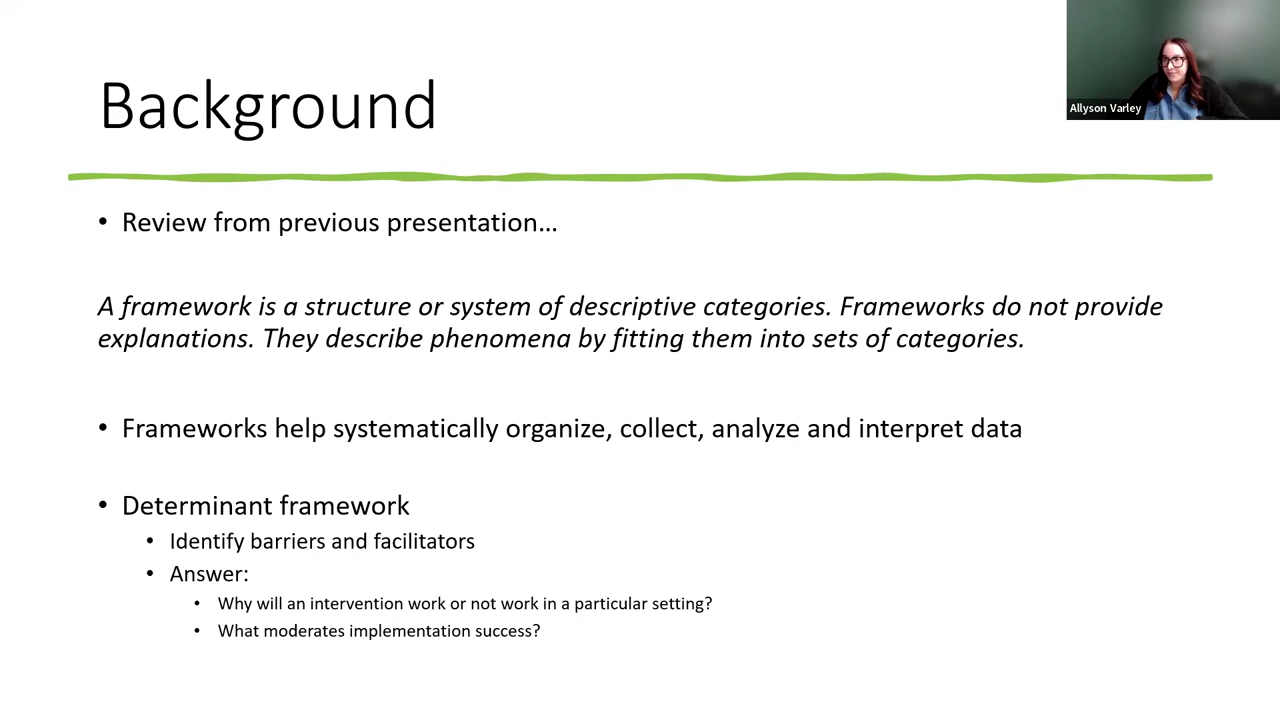 Background
Allyson Varley
• Review from previous presentation…
A framework is a structure or system of descriptive categories. Frameworks do not provide
explanations. They describe phenomena by fitting them into sets of categories.
• Frameworks help systematically organize, collect, analyze and interpret data
• Determinant framework
• Identify barriers and facilitators
• Answer:
• Why will an intervention work or not work in a particular setting?
• What moderates implementation success?